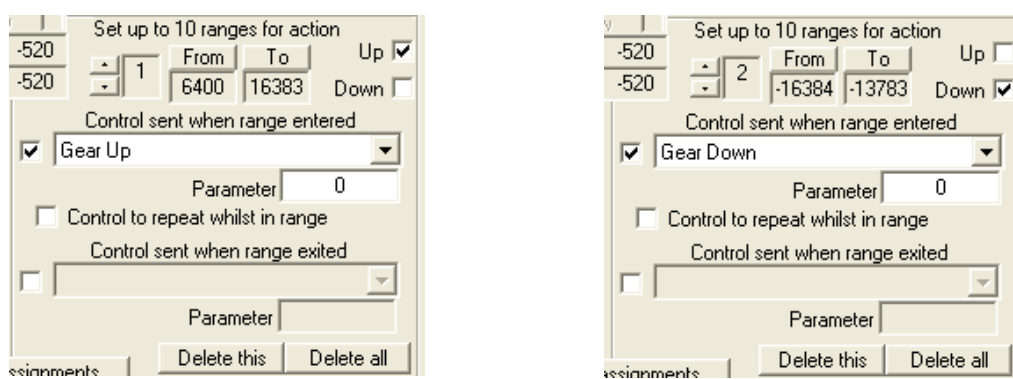 Set up to 10 ranges for action
-520
-520
1
From To
6400 16383
Up
Down
Control sent when range entered
Gear Up
Parameter 0
Control to repeat whilst in range
Control sent when range exited
Parameter
ssignments
Delete this Delete all
Set up to 10 ranges for action
-520
-520
2
From To
-16384 -13783
Up
Down
Control sent when range entered
Gear Down
Parameter 0
Control to repeat whilst in range
Control sent when range exited
Parameter
assignments
Delete this Delete all